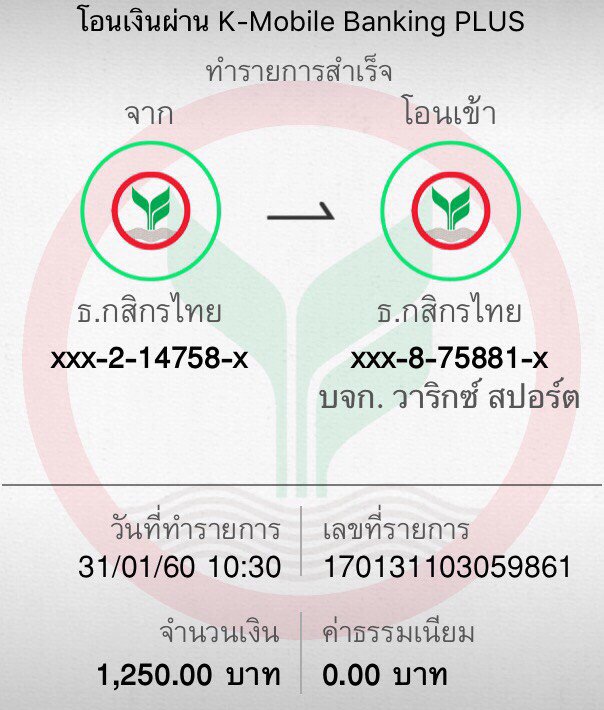 โอนเงินผ่าน K-Mobile Banking PLUS
ทำรายการสำเร็จ
จาก
โอนเข้า
ธ.กสิกรไทย
ธ.กสิกรไทย
xxx-2-14758-x
xxx-8-75881-x
บจก. วาริกซ์ สปอร์ต
วันที่ทำรายการ
เลขที่รายการ
31/01/60 10:30
170131103059861
จำนวนเงิน
ค่าธรรมเนียม
1,250.00 บาท
0.00 บาท